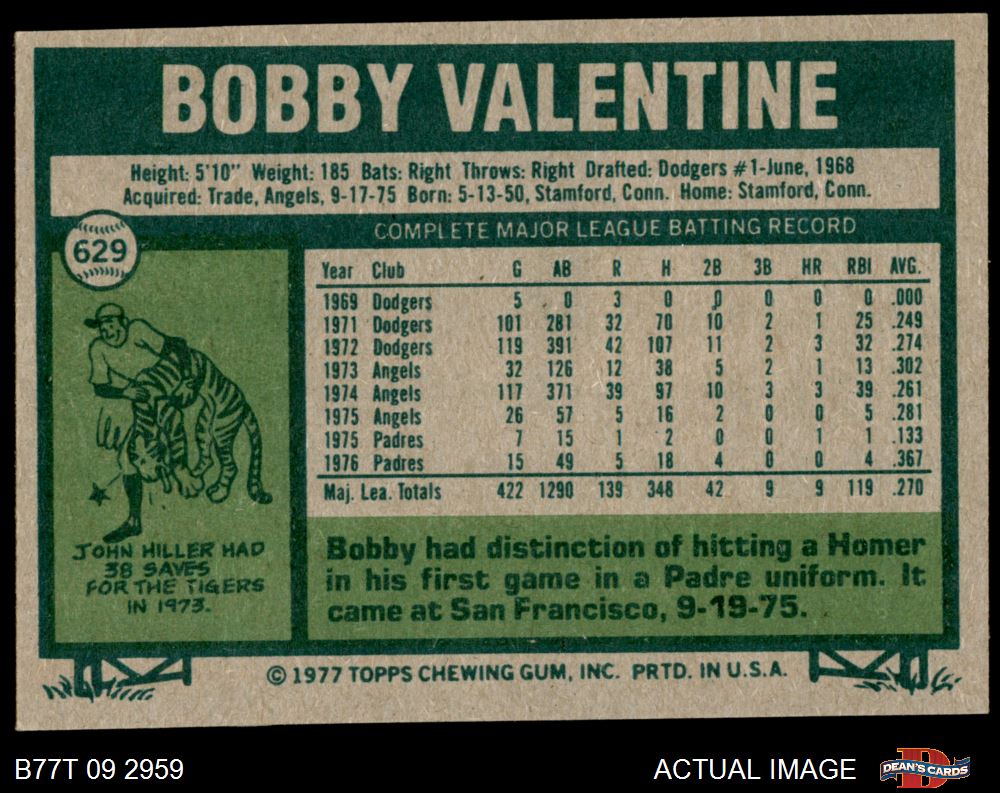 BOBBY VALENTINE
Height: 5'10" Weight: 185 Bats: Right Throws: Right Drafted: Dodgers #1-June, 1968
Acquired: Trade, Angels, 9-17-75 Born: 5-13-50, Stamford, Conn. Home: Stamford, Conn.
629
COMPLETE MAJOR LEAGUE BATTING RECORD
Year Club G AB R H 2B 3B HR RBI AVG.
1969 Dodgers 5 0 3 0 0 0 0 0 .000
1971 Dodgers 101 281 32 70 10 2 1 25 .249
1972 Dodgers 119 391 42 107 11 2 3 32 .274
1973 Angels 32 126 12 38 5 2 1 13 .302
1974 Angels 117 371 39 97 10 3 3 39 .261
1975 Angels 26 57 5 16 2 0 0 5 .281
1975 Padres 7 15 1 2 0 0 1 1 .133
1976 Padres 15 49 5 18 4 0 0 4 .367
Maj. Lea. Totals 422 1290 139 348 42 9 9 119 .270
JOHN HILLER HAD
38 SAVES
FOR THE TIGERS
IN 1973.
Bobby had distinction of hitting a Homer
in his first game in a Padre uniform. It
came at San Francisco, 9-19-75.
© 1977 TOPPS CHEWING GUM, INC. PRTD. IN U.S.A.
B77T 09 2959
ACTUAL IMAGE
D
DEAN'S CARDS